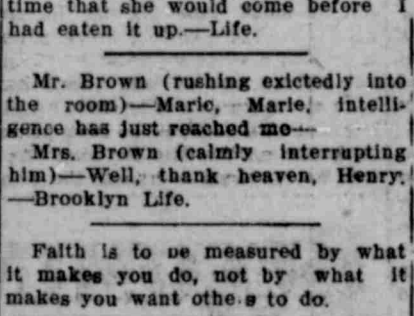 time that she would come before I
had eaten it up.—Life.
Mr. Brown (rushing exictedly into
the room)—Marie, Marie, intelli-
gence has just reached me—
Mrs. Brown (calmly interrupting
him)—Well, thank heaven, Henry.
—Brooklyn Life.
Faith is to be measured by what
it makes you do, not by what it
makes you want othe s to do.